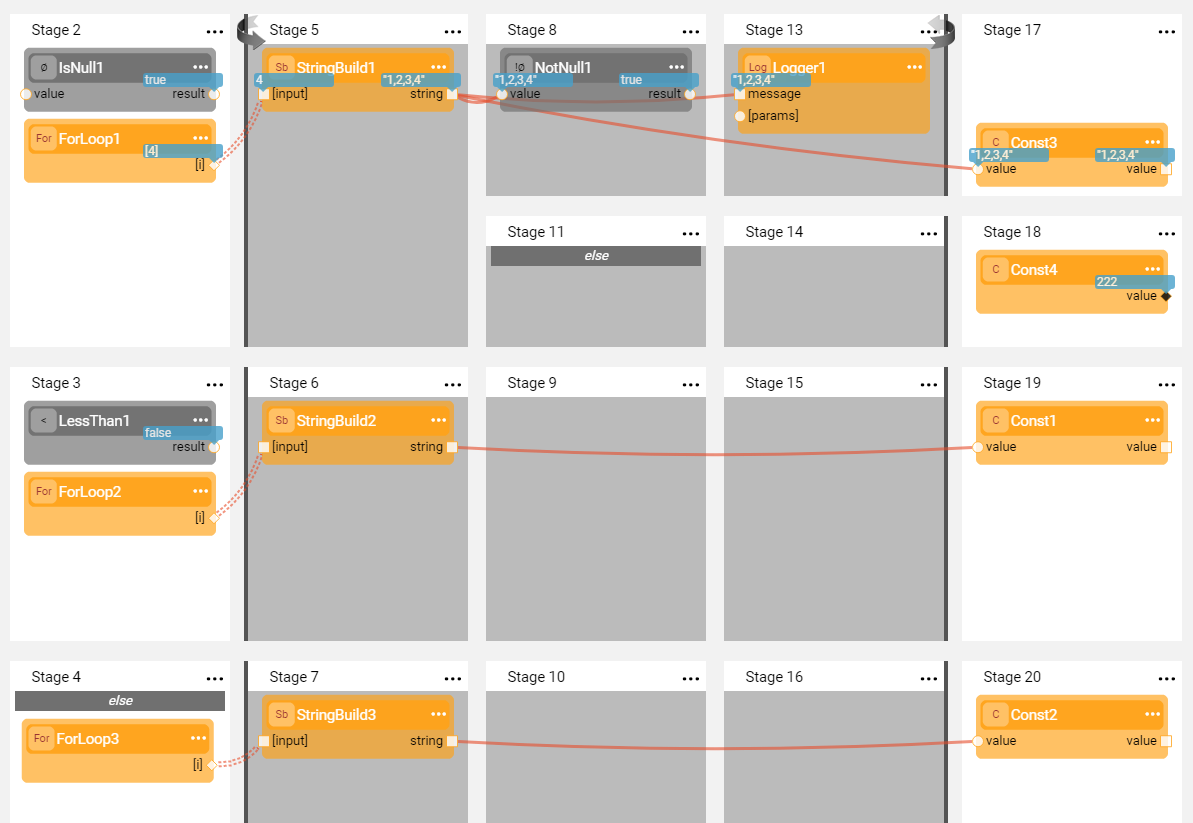 Stage 2
Stage 5
Stage 8
Stage 13
Stage 17
Ø IsNull1
Sb StringBuild1
!Ø NotNull1
Log Logger1
true
4
"1,2,3,4"
"1,2,3,4"
true
"1,2,3,4"
value result
[input] string
value result
message
[params]
For ForLoop1
[4]
[i]
C Const3
"1,2,3,4"
"1,2,3,4"
value value
Stage 11
Stage 14
Stage 18
else
C Const4
222
value
Stage 3
Stage 6
Stage 9
Stage 15
Stage 19
< LessThan1
Sb StringBuild2
C Const1
false
result
[input] string
value value
For ForLoop2
[i]
Stage 4
Stage 7
Stage 10
Stage 16
Stage 20
else
For ForLoop3
Sb StringBuild3
C Const2
[i]
[input] string
value value